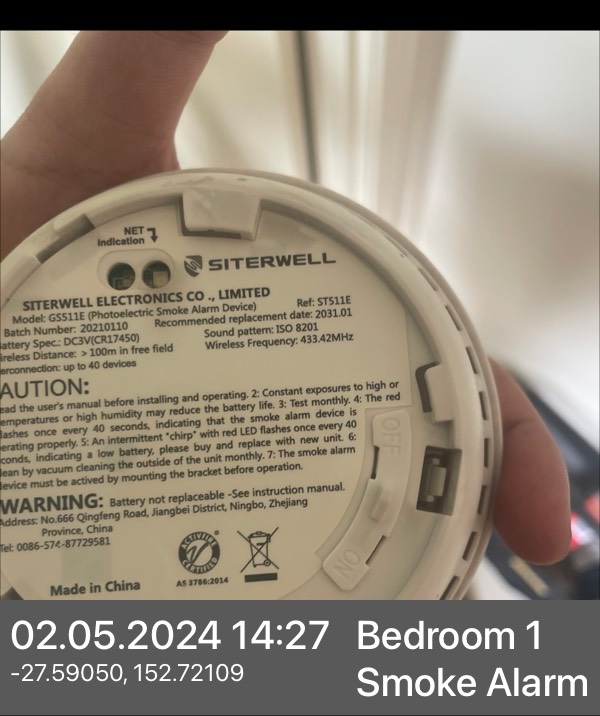 NET
indication
SITERWELL
SITERWELL ELECTRONICS CO ., LIMITED
Model: GS511E (Photoelectric Smoke Alarm Device) Ref: ST511E
Batch Number: 20210110 Recommended replacement date: 2031.01
attery Spec.: DC3V(CR17450) Sound pattern: ISO 8201
ireless Distance: > 100m in free field Wireless Frequency: 433.42MHz
erconnection: up to 40 devices
AUTION:
ead the user's manual before installing and operating. 2: Constant exposures to high or
emperatures or high humidity may reduce the battery life. 3: Test monthly. 4: The red
lashes once every 40 seconds, indicating that the smoke alarm device is
erating properly. 5: An intermittent "chirp" with red LED flashes once every 40
conds, indicating a low battery, please buy and replace with new unit. 6:
lean by vacuum cleaning the outside of the unit monthly. 7: The smoke alarm
evice must be actived by mounting the bracket before operation.
WARNING: Battery not replaceable -See instruction manual.
Address: No.666 Qingfeng Road, Jiangbei District, Ningbo, Zhejiang
Province, China
Tel: 0086-574-87729581
OFF
ON
ACTIVFIRE
CERTIFIED
AS 3786:2014
Made in China
02.05.2024 14:27
-27.59050, 152.72109
Bedroom 1
Smoke Alarm